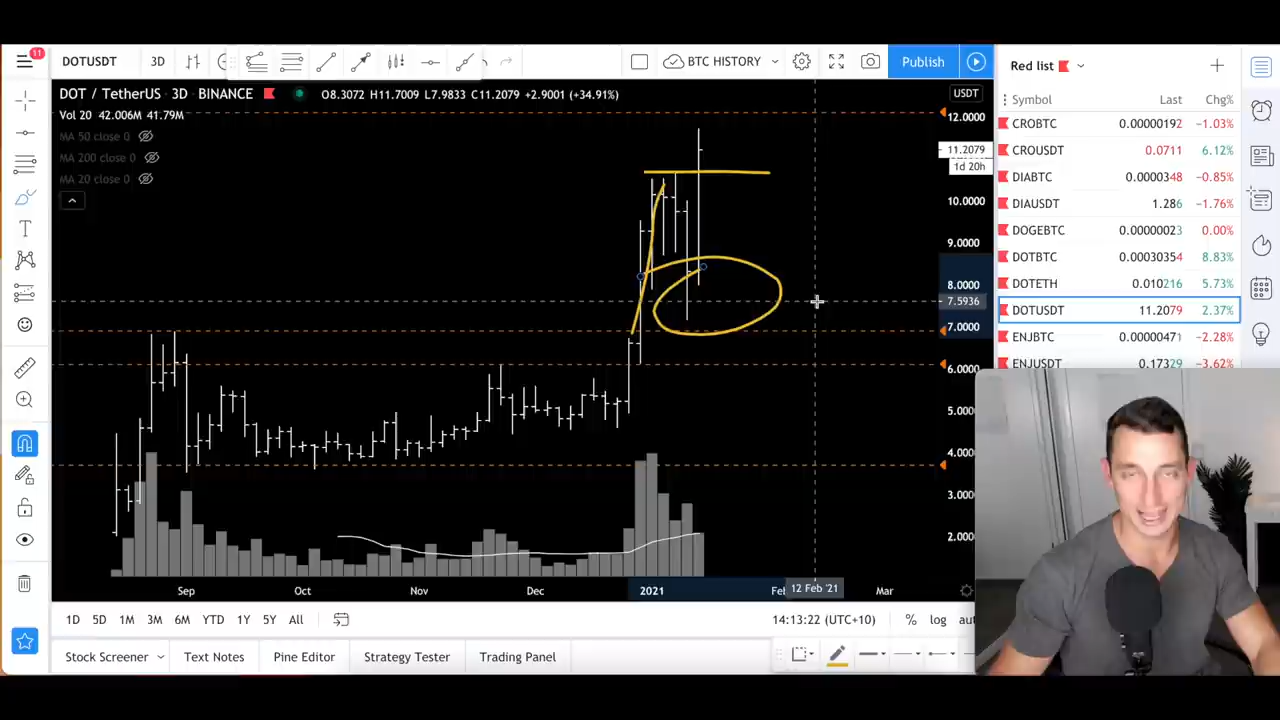 11
DOTUSDT 3D BTC HISTORY Publish
Red list
DOT / TetherUS 3D BINANCE O8.3072 H11.7009 L7.9833 C11.2079 +2.9001 (+34.91%)
USDT
Symbol Last Chg%
Vol 20 42.006M 41.79M
12.0000
CROBTC 0.00000192 −1.03%
MA 50 close 0
11.2079
CROUSDT 0.0711 6.12%
MA 200 close 0
1d 20h
MA 20 close 0
DIABTC 0.0000348 −0.85%
10.0000
DIAUSDT 1.286 −1.76%
DOGEBTC 0.00000023 0.00%
9.0000
DOTBTC 0.00030354 8.83%
8.0000
DOTETH 0.010216 5.73%
7.5936
DOTUSDT 11.2079 2.37%
7.0000
ENJBTC 0.00000471 −2.28%
6.0000
ENJUSDT 0.17329 −3.62%
5.0000
4.0000
3.0000
2.0000
Sep Oct Nov Dec 2021 Feb 12 Feb '21 Mar
1D 5D 1M 3M 6M YTD 1Y 5Y All 14:13:22 (UTC+10) % log
Stock Screener Text Notes Pine Editor Strategy Tester Trading Panel